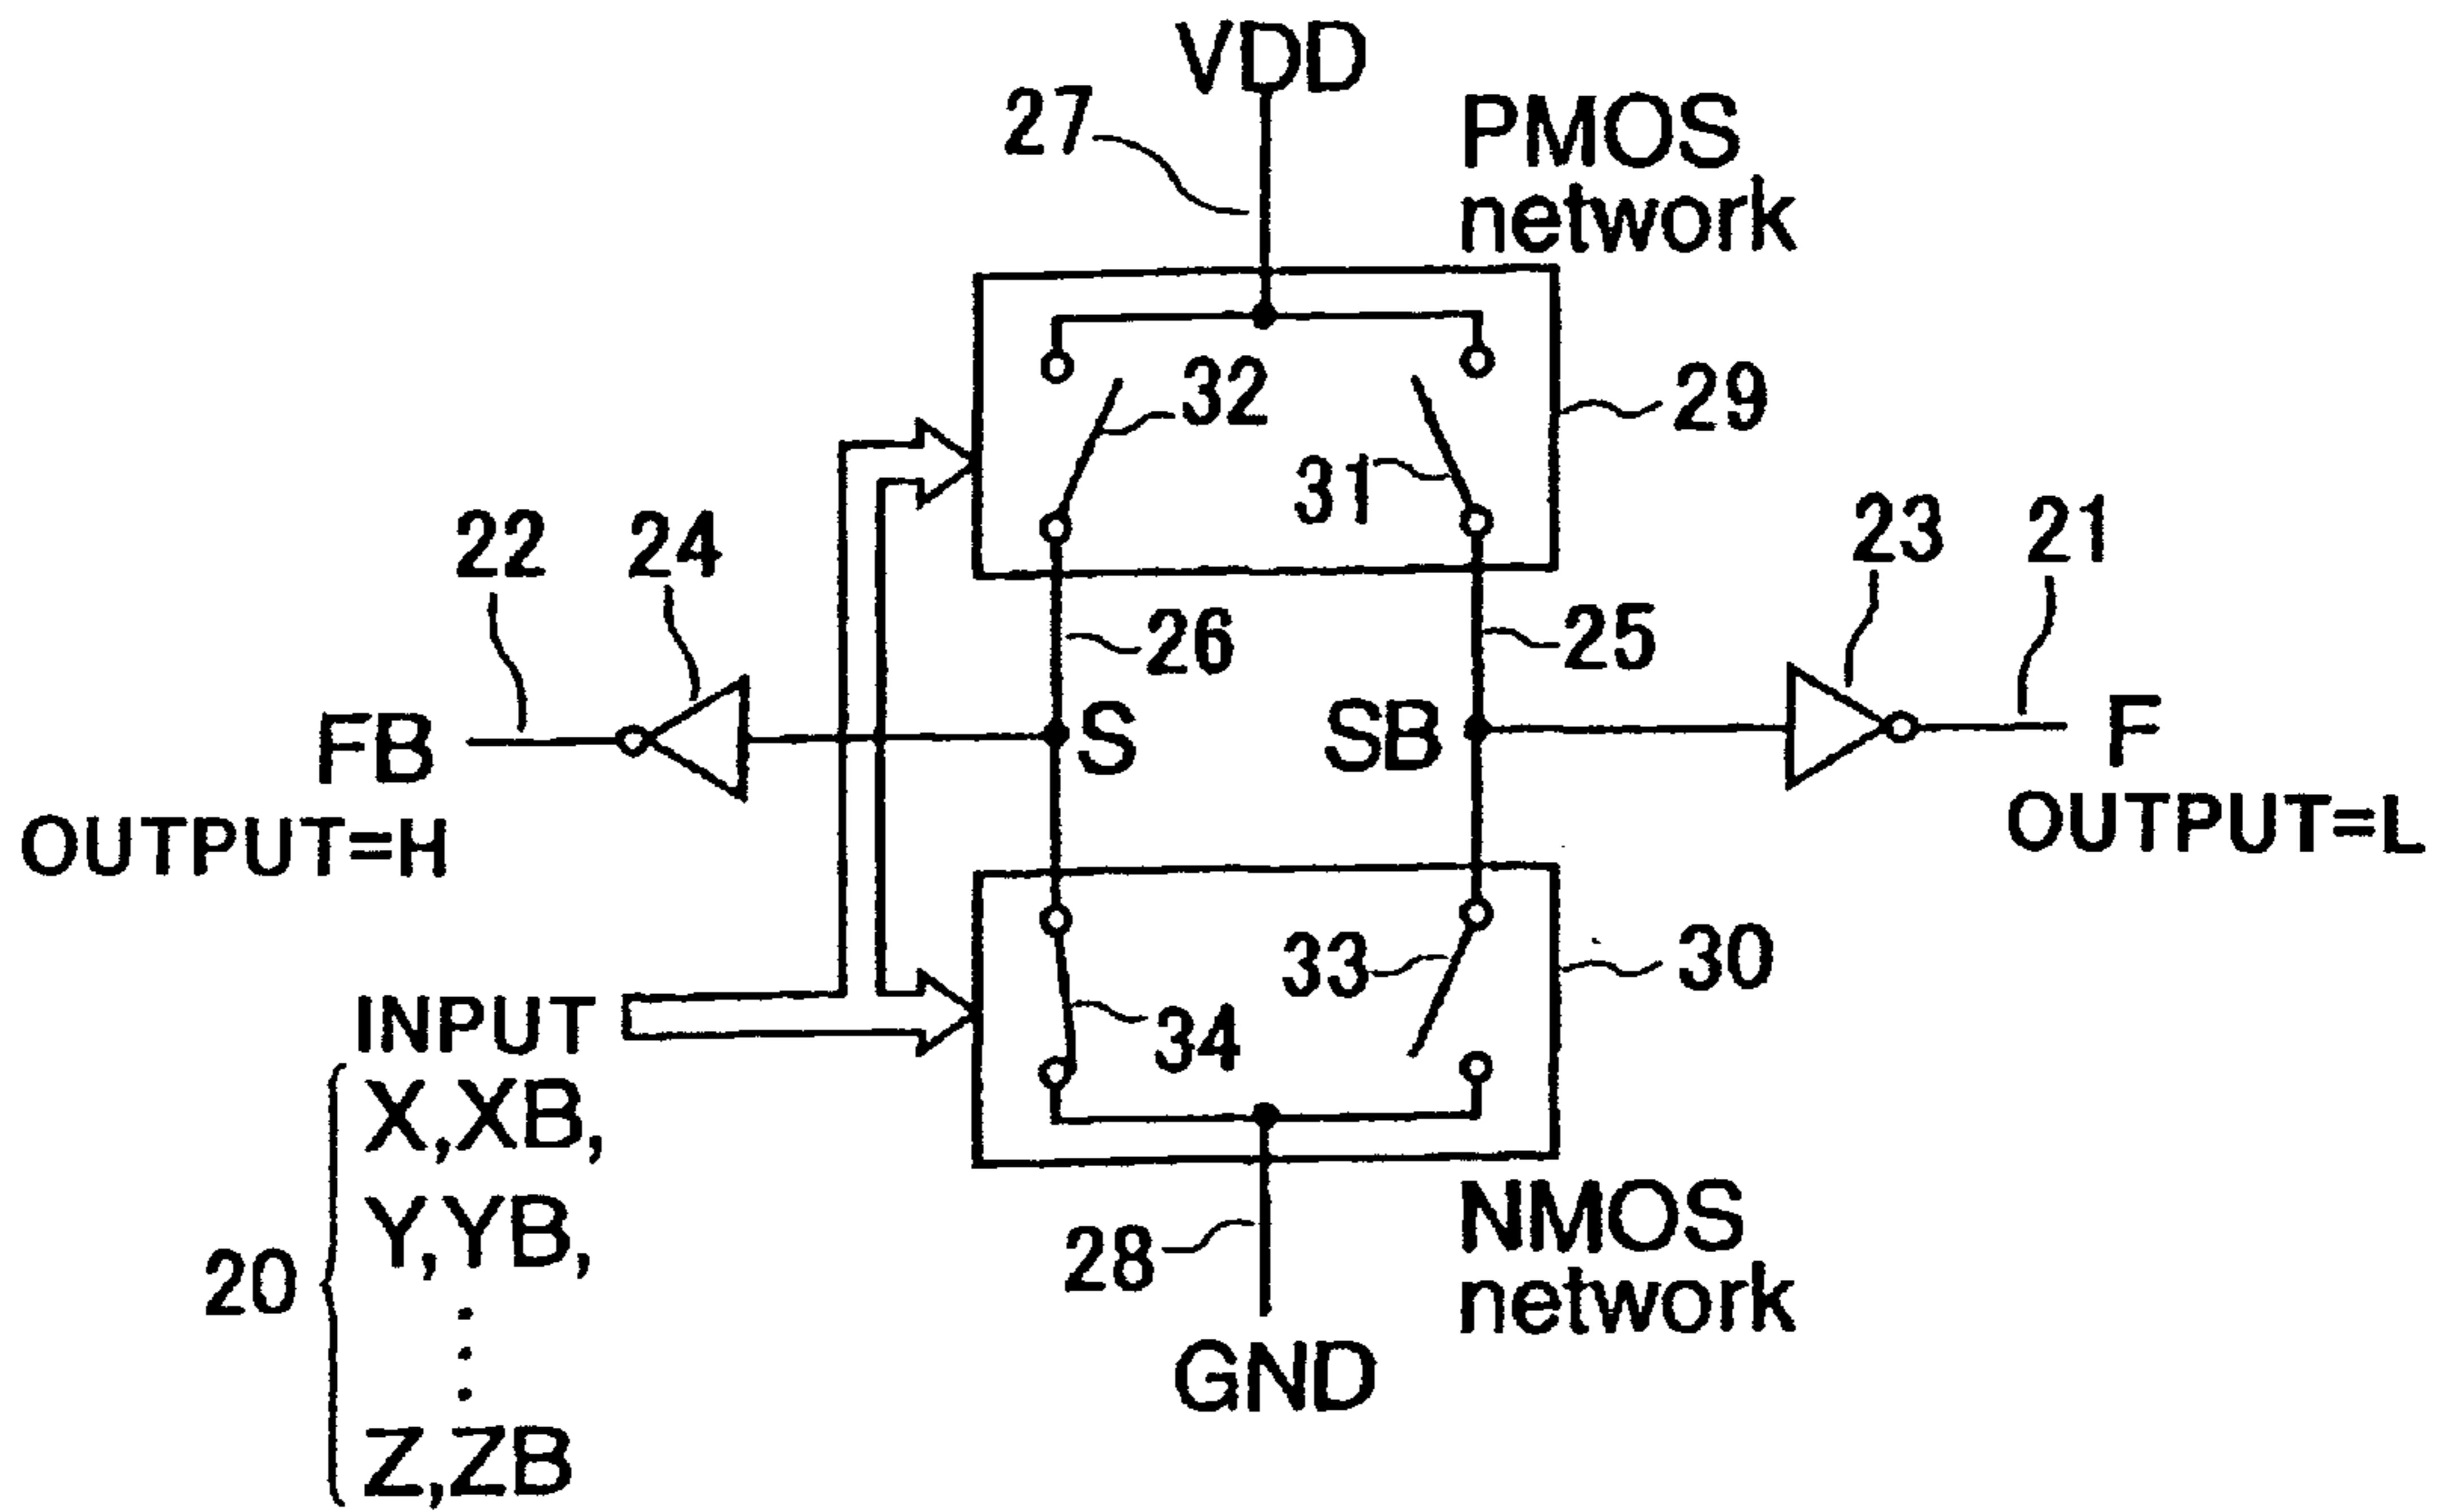 VDD
27
PMOS
network
32
29
31
22
24
23
21
26
25
FB
S
SB
F
OUTPUT=H
OUTPUT=L
33
30
34
INPUT
X,XB,
Y,YB,
20
28
NMOS
network
GND
Z,ZB